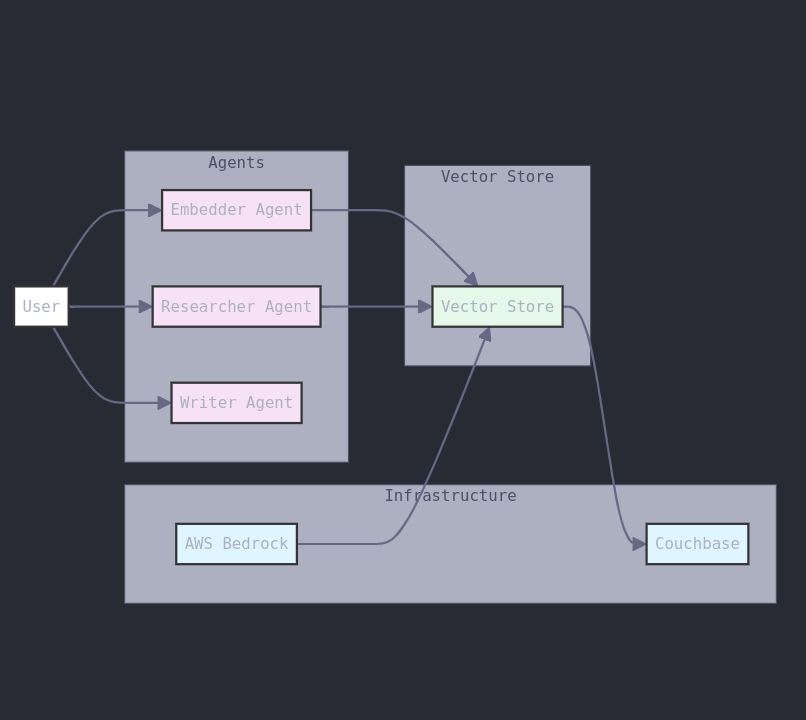 Agents
Vector Store
Embedder Agent
User
Researcher Agent
Vector Store
Writer Agent
Infrastructure
AWS Bedrock
Couchbase